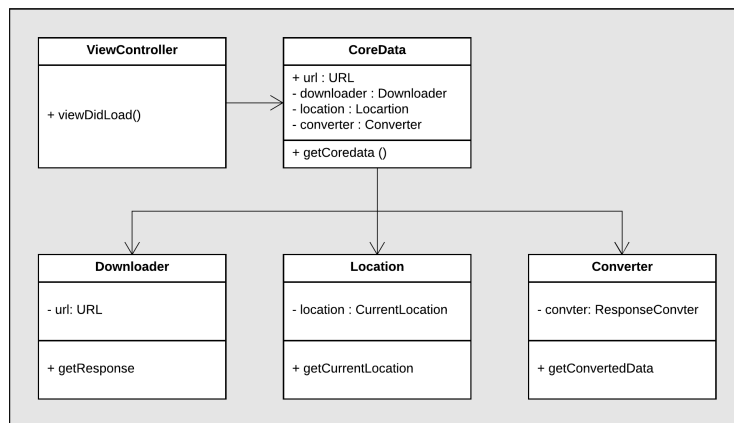 ViewController
+ viewDidLoad()
CoreData
+ url : URL
- downloader : Downloader
- location : Locartion
- converter : Converter
+ getCoredata ()
Downloader
- url: URL
+ getResponse
Location
- location : CurrentLocation
+ getCurrentLocation
Converter
- convter: ResponseConvter
+ getConvertedData